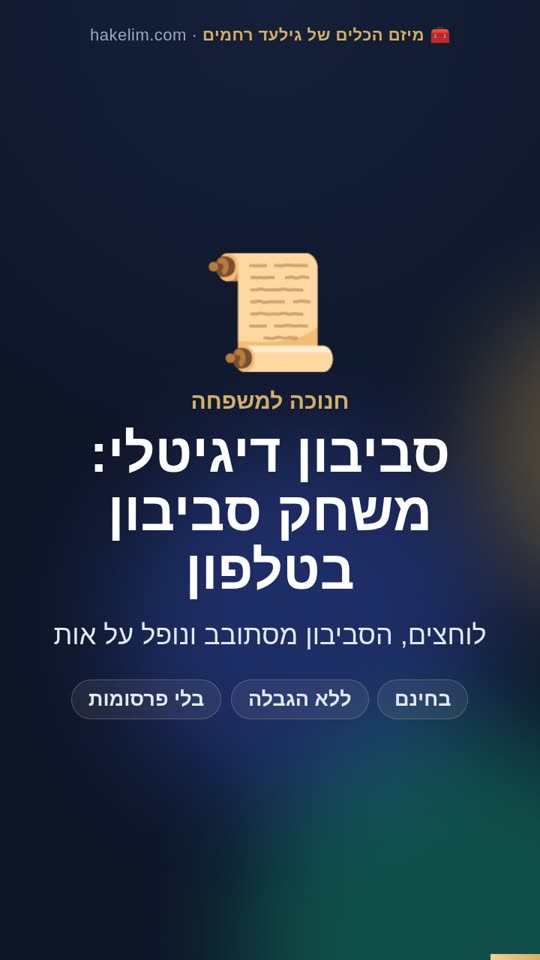 🧰 מיזם הכלים של גילעד רחמים · hakelim.com
חנוכה למשפחה
סביבון דיגיטלי:
משחק סביבון
בטלפון
לוחצים, הסביבון מסתובב ונופל על אות
בחינם
ללא הגבלה
בלי פרסומות